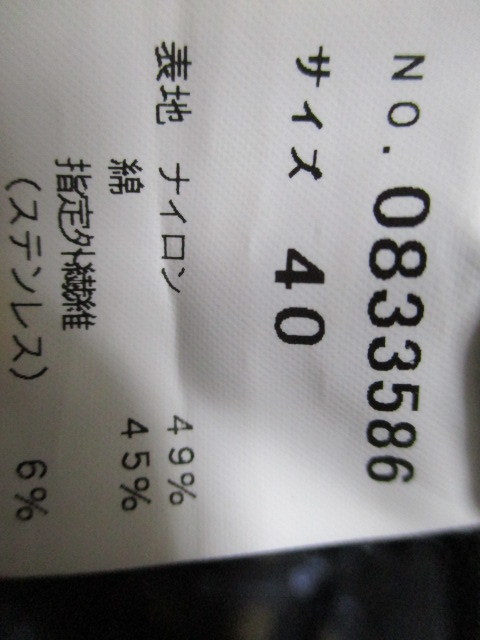 NO. 0833586
サイズ 40
表地 ナイロン 49%
綿 45%
指定外繊維
(ステンレス) 6%